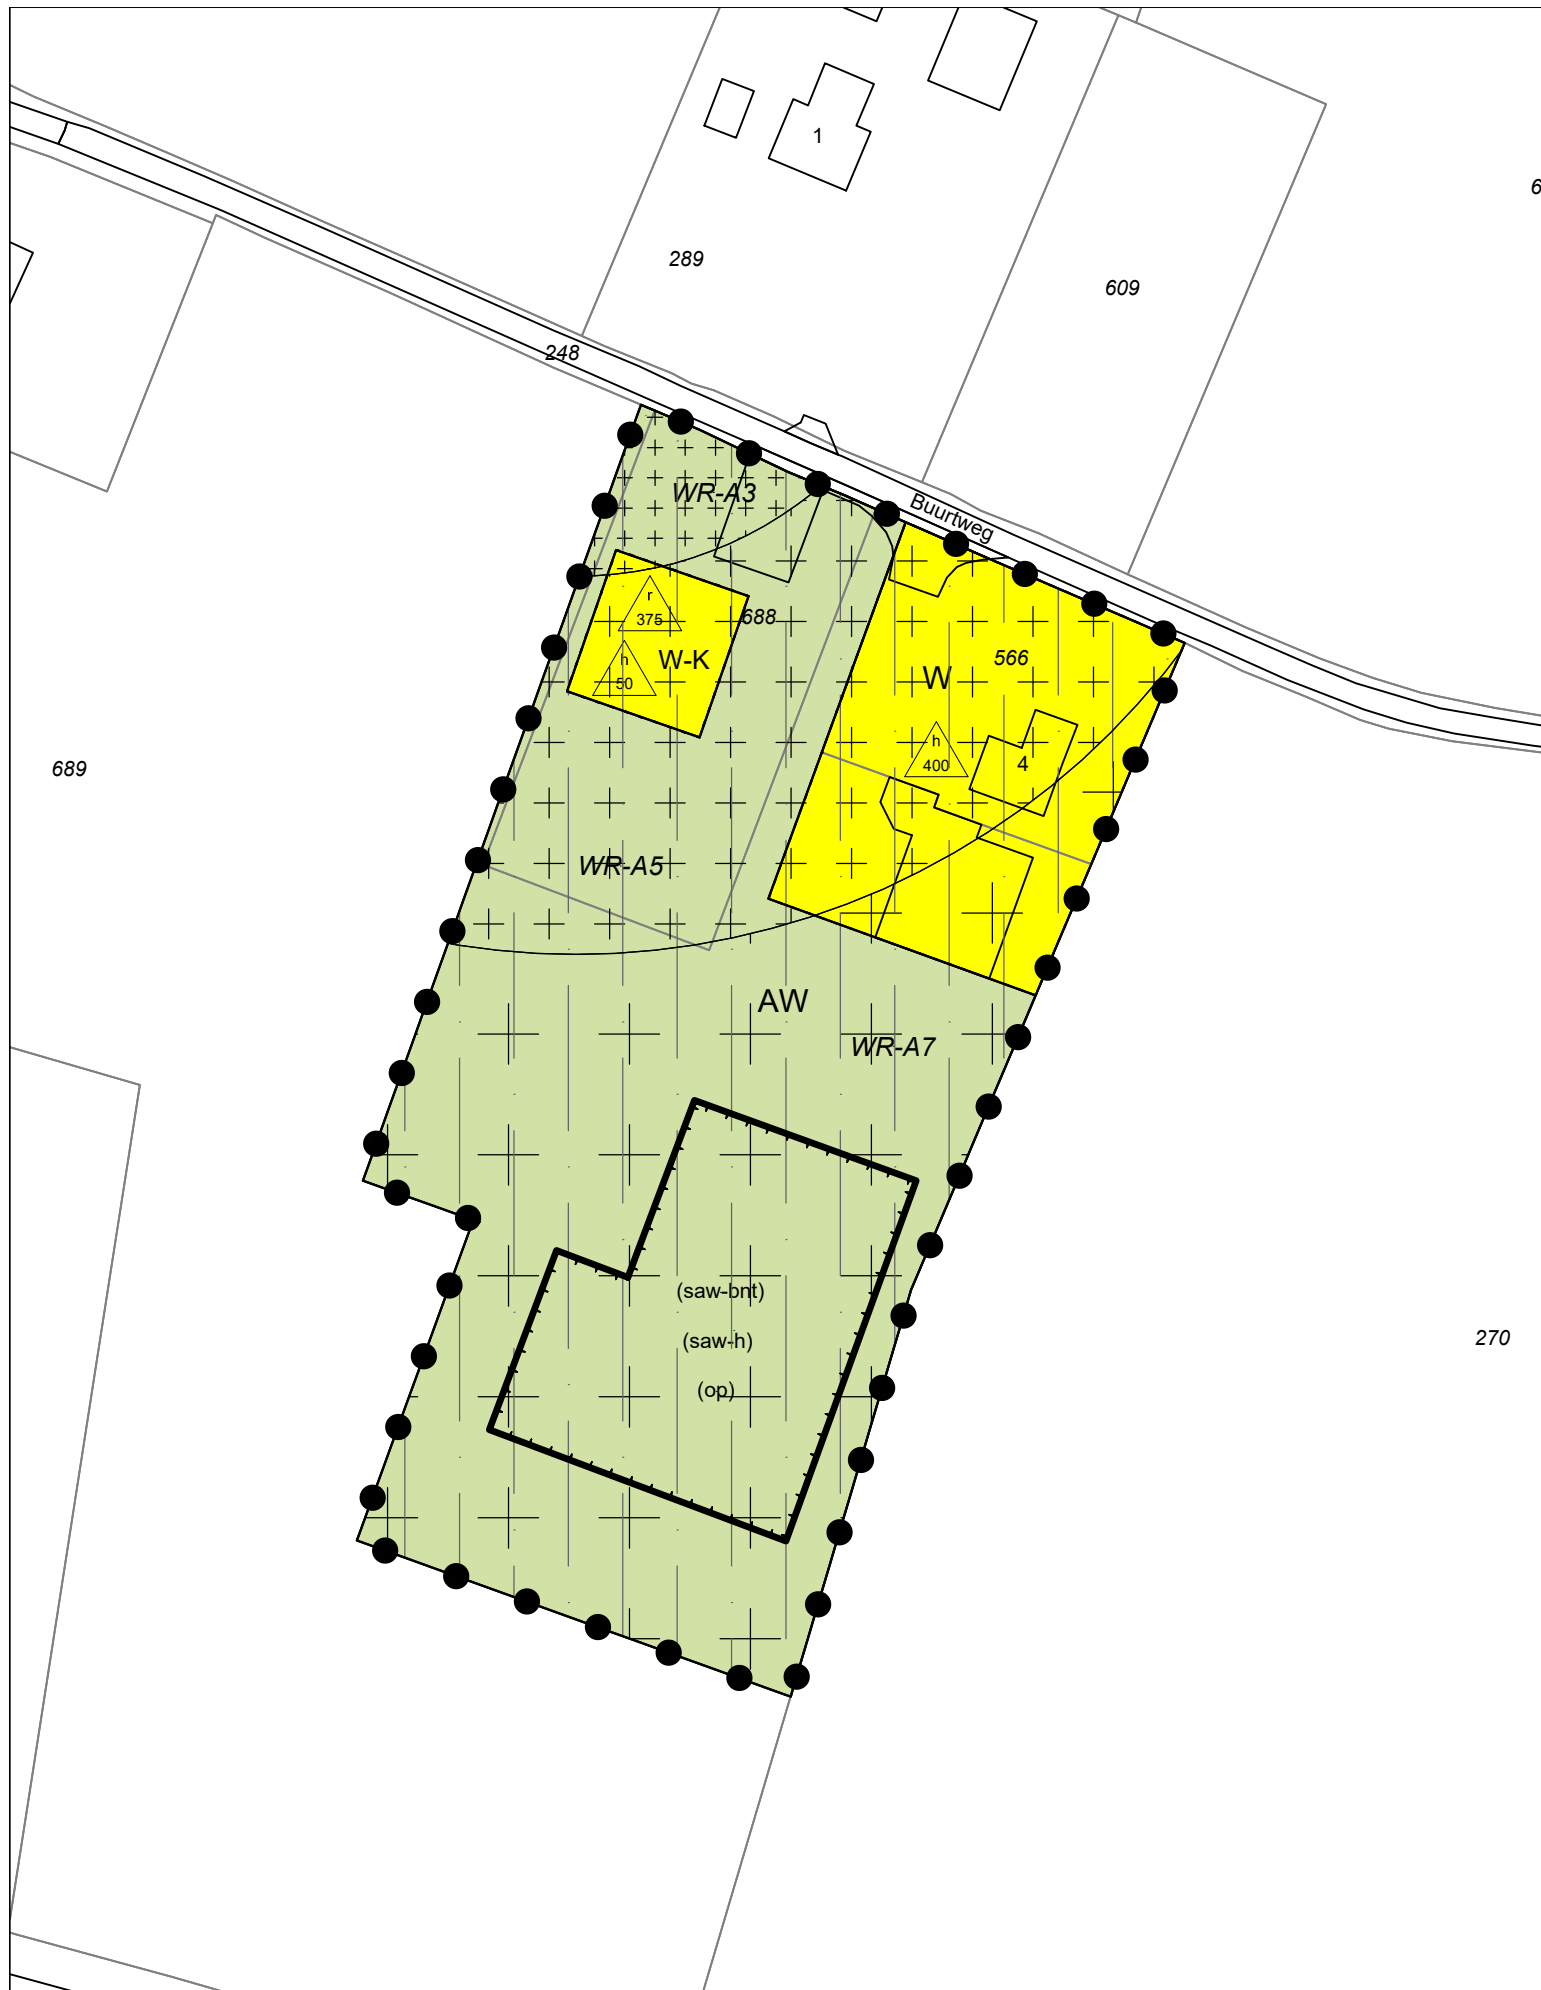 1
6
289
609
248
WR-A3
Buurtweg
r
375
688
h
50
W-K
W
566
h
400
4
689
WR-A5
AW
WR-A7
(saw-bnt)
(saw-h)
(op)
270